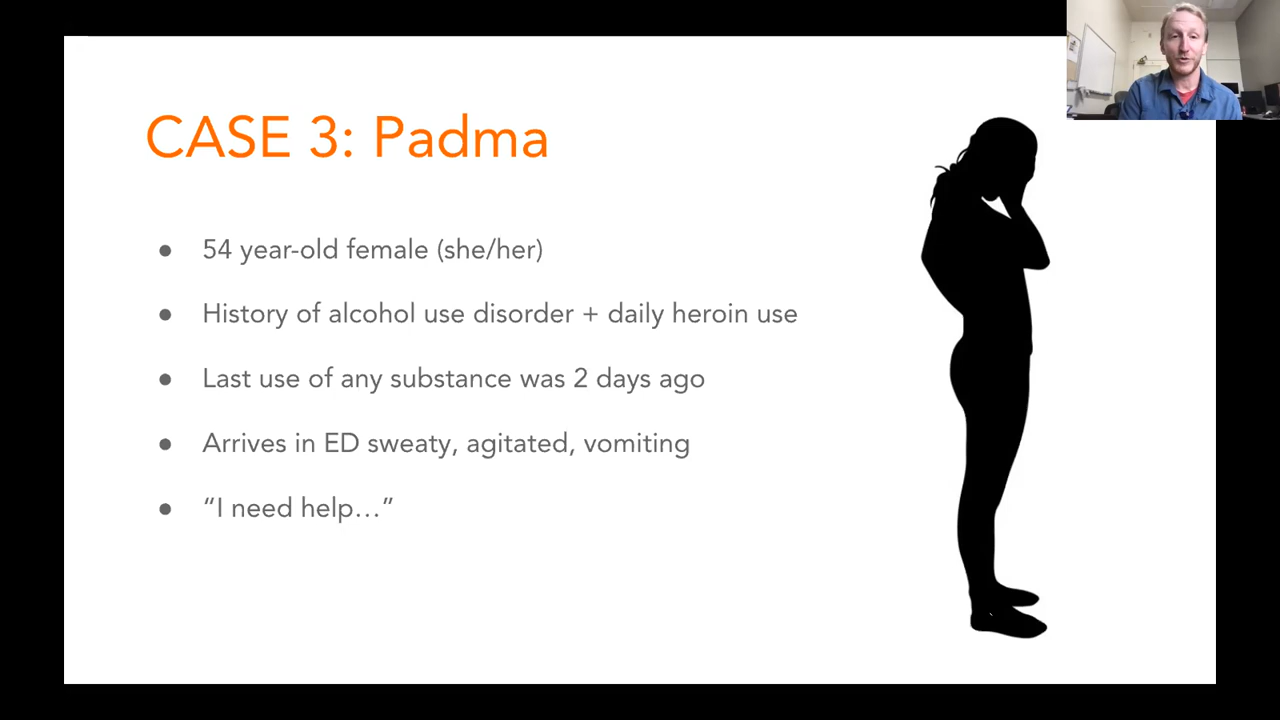 CASE 3: Padma
● 54 year-old female (she/her)
● History of alcohol use disorder + daily heroin use
● Last use of any substance was 2 days ago
● Arrives in ED sweaty, agitated, vomiting
● “I need help…”